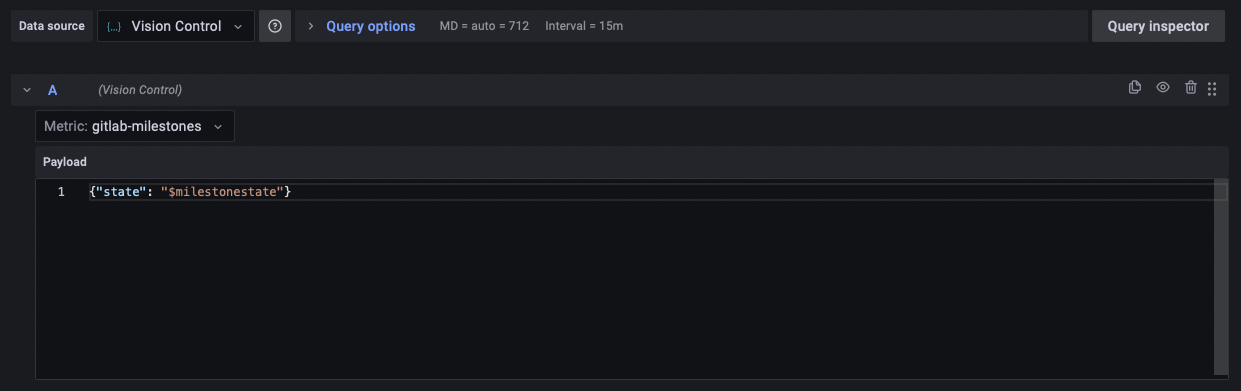 Data source {...} Vision Control Query options MD = auto = 712 Interval = 15m Query inspector
A (Vision Control)
Metric: gitlab-milestones
Payload
1 {"state": "$milestonestate"}